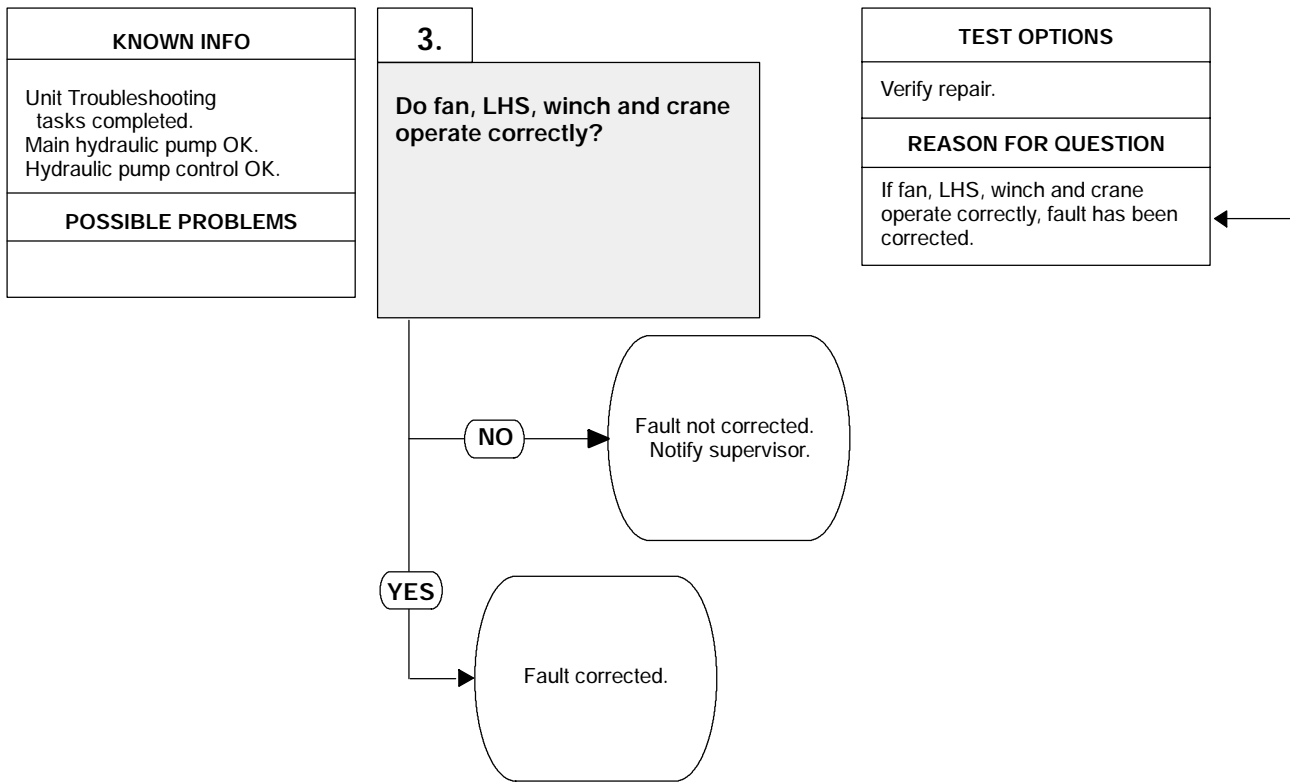 KNOWN INFO
Unit Troubleshooting
tasks completed.
Main hydraulic pump OK.
Hydraulic pump control OK.
POSSIBLE PROBLEMS
3.
Do fan, LHS, winch and crane
operate correctly?
TEST OPTIONS
Verify repair.
REASON FOR QUESTION
If fan, LHS, winch and crane
operate correctly, fault has been
corrected.
NO
Fault not corrected.
Notify supervisor.
YES
Fault corrected.